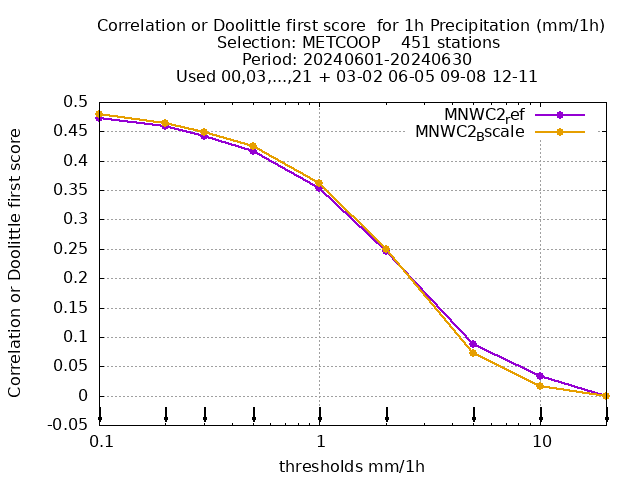 Correlation or Doolittle first score  for 1h Precipitation (mm/1h)
Selection: METCOOP    451 stations
Period: 20240601-20240630
Used 00,03,...,21 + 03-02 06-05 09-08 12-11
MNWC2ref
MNWC2Bscale
Correlation or Doolittle first score
0.5
0.45
0.4
0.35
0.3
0.25
0.2
0.15
0.1
0.05
0
-0.05
0.1 1 10
thresholds mm/1h